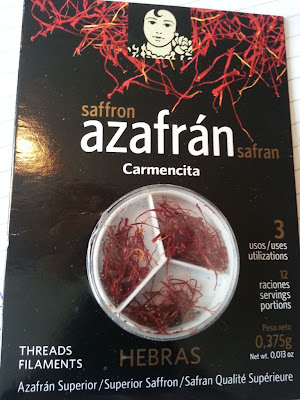 saffron
azafrán
safran
Carmencita
3
usos/uses
utilizations
12
raciones
servings
portions
Peso neto
0,375g
Net wt. 0,013 oz
THREADS
FILAMENTS
HEBRAS
Azafrán Superior/Superior Saffron/Safran Qualité Supérieure